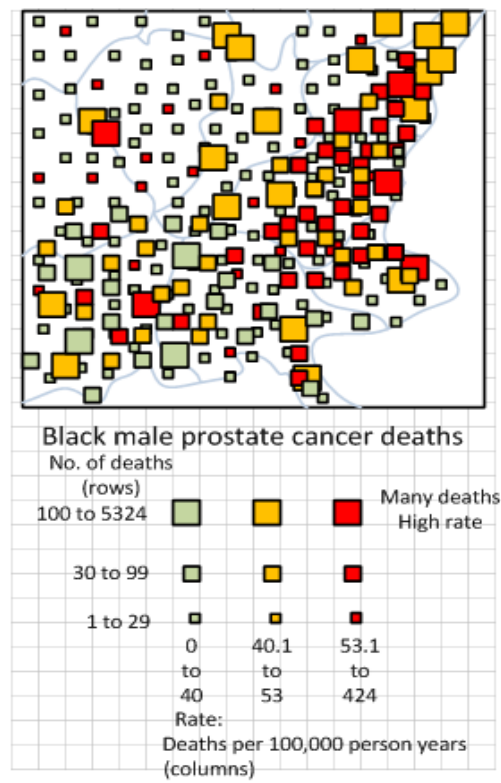 Black male prostate cancer deaths
No. of deaths
(rows)
100 to 5324
Many deaths
High rate
30 to 99
1 to 29
0 40.1 53.1
to to to
40 53 424
Rate:
Deaths per 100,000 person years
(columns)